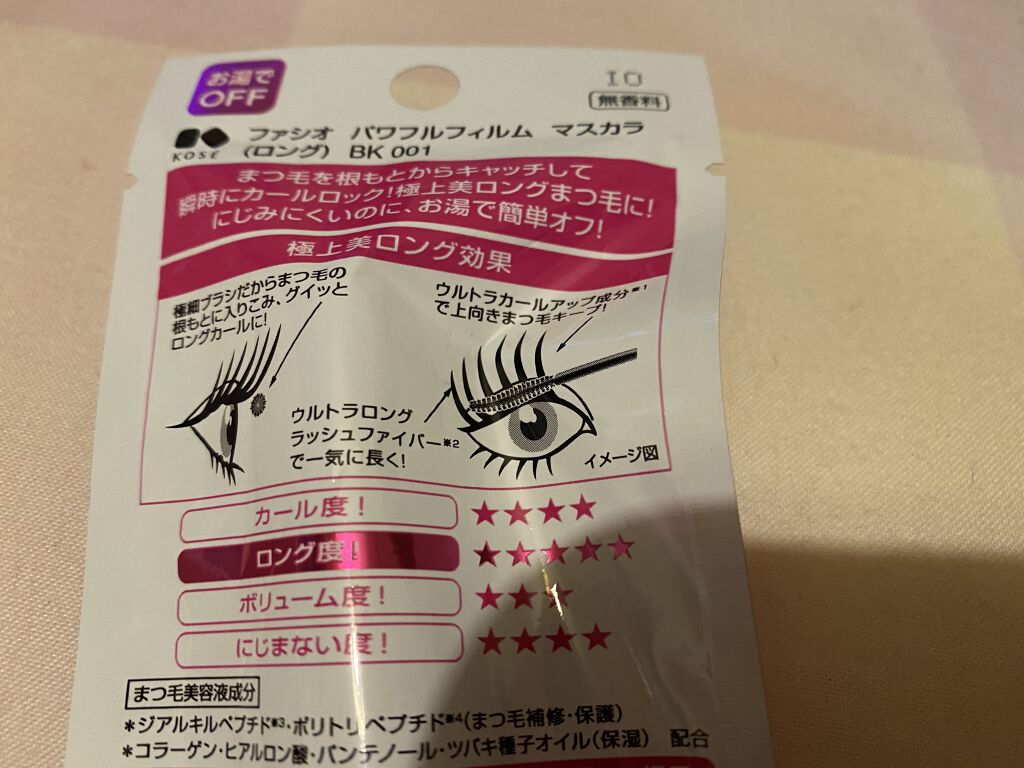 お湯で
OFF
IO
無香料
KOSÉ
ファシオ パワフルフィルム マスカラ
(ロング) BK 001
まつ毛を根もとからキャッチして
瞬時にカールロック!極上美ロングまつ毛に!
にじみにくいのに、お湯で簡単オフ!
極上美ロング効果
極細ブラシだからまつ毛の
根もとに入りこみ、グイッと
ロングカールに!
ウルトラカールアップ成分※1
で上向きまつ毛キープ!
ウルトラロング
ラッシュファイバー※2
で一気に長く!
イメージ図
カール度! ★★★★
ロング度! ★★★★★
ボリューム度! ★★★
にじまない度! ★★★★
まつ毛美容液成分
*ジアルキルペプチド※3・ポリトリペプチド※4(まつ毛補修・保護)
*コラーゲン・ヒアルロン酸・パンテノール・ツバキ種子オイル(保湿) 配合